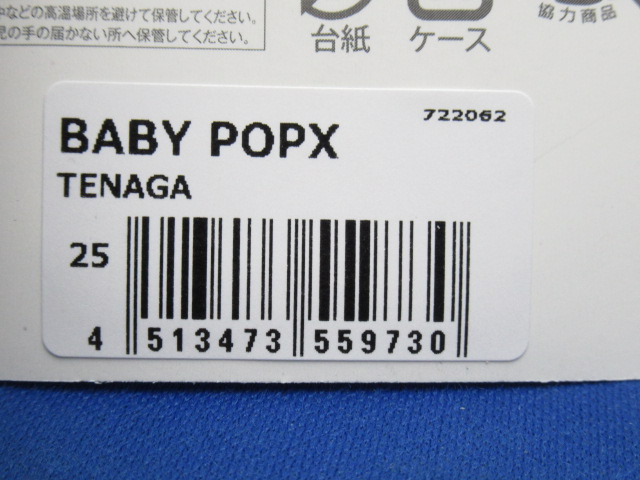 中などの高温場所を避けて保管してください。
児の手の届かない所へ保管してください。
台紙
ケース
協力商品
722062
BABY POPX
TENAGA
25
4 513473 559730